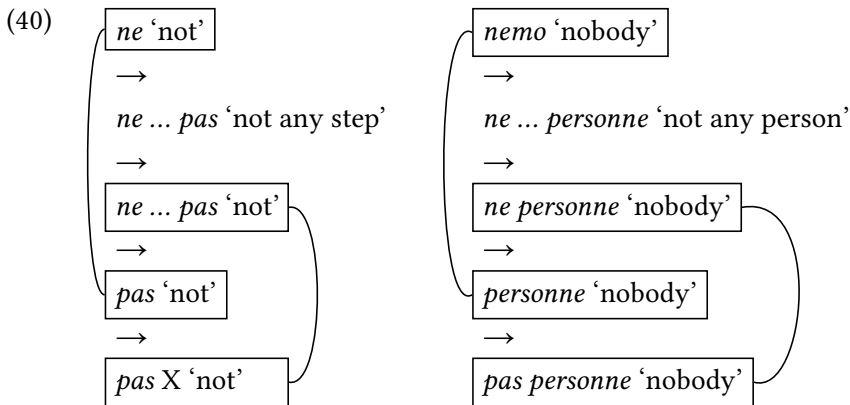 (40)
ne ‘not’
→
ne … pas ‘not any step’
→
ne … pas ‘not’
→
pas ‘not’
→
pas X ‘not’
nemo ‘nobody’
→
ne … personne ‘not any person’
→
ne personne ‘nobody’
→
personne ‘nobody’
→
pas personne ‘nobody’